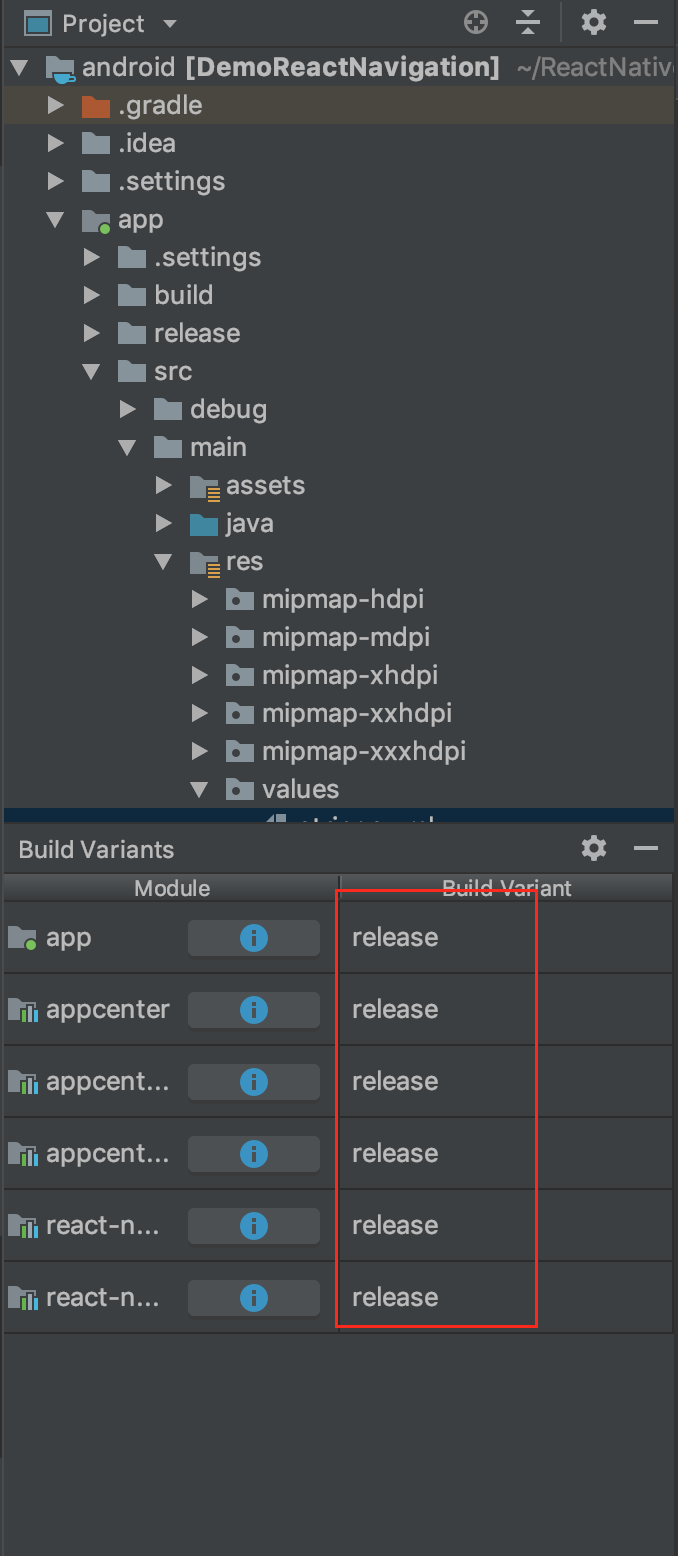 Project
android [DemoReactNavigation] ~/ReactNative
.gradle
.idea
.settings
app
.settings
build
release
src
debug
main
assets
java
res
mipmap-hdpi
mipmap-mdpi
mipmap-xhdpi
mipmap-xxhdpi
mipmap-xxxhdpi
values
Build Variants
Module Build Variant
app release
appcenter release
appcent... release
appcent... release
react-n... release
react-n... release